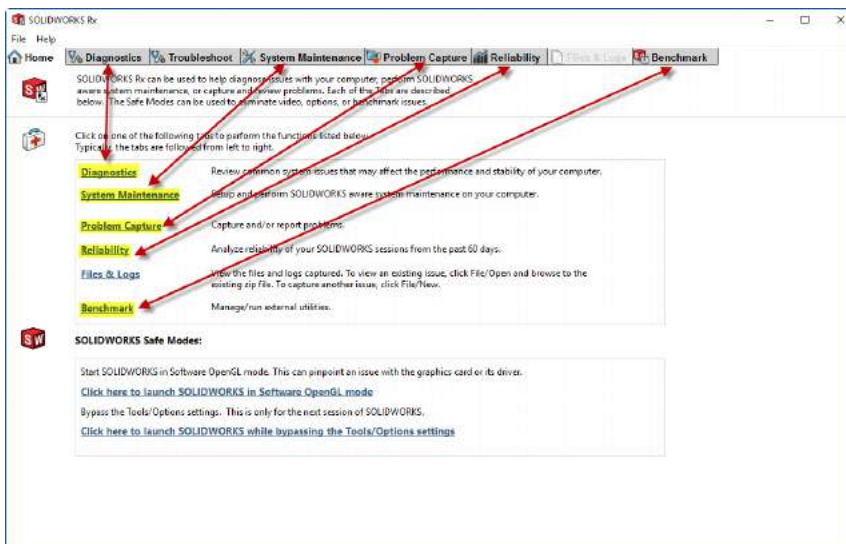 SOLIDWORKS Rx
File Help
Home Diagnostics Troubleshoot System Maintenance Problem Capture Reliability Files & Logs Benchmark
SOLIDWORKS Rx can be used to help diagnose issues with your computer, perform SOLIDWORKS
aware system maintenance, or capture and review problems. Each of the Tabs are described
below. The Safe Modes can be used to eliminate video, options, or benchmark issues.
Click on one of the following tabs to perform the functions listed below.
Typically, the tabs are followed from left to right.
Diagnostics Review common system issues that may affect the performance and stability of your computer.
System Maintenance Setup and perform SOLIDWORKS aware system maintenance on your computer.
Problem Capture Capture and/or report problems.
Reliability Analyze reliability of your SOLIDWORKS sessions from the past 60 days.
Files & Logs View the files and logs captured. To view an existing issue, click File/Open and browse to the
existing zip file. To capture another issue, click File/New.
Benchmark Manage/run external utilities.
SOLIDWORKS Safe Modes:
Start SOLIDWORKS in Software OpenGL mode. This can pinpoint an issue with the graphics card or its driver.
Click here to launch SOLIDWORKS in Software OpenGL mode
Bypass the Tools/Options settings. This is only for the next session of SOLIDWORKS.
Click here to launch SOLIDWORKS while bypassing the Tools/Options settings